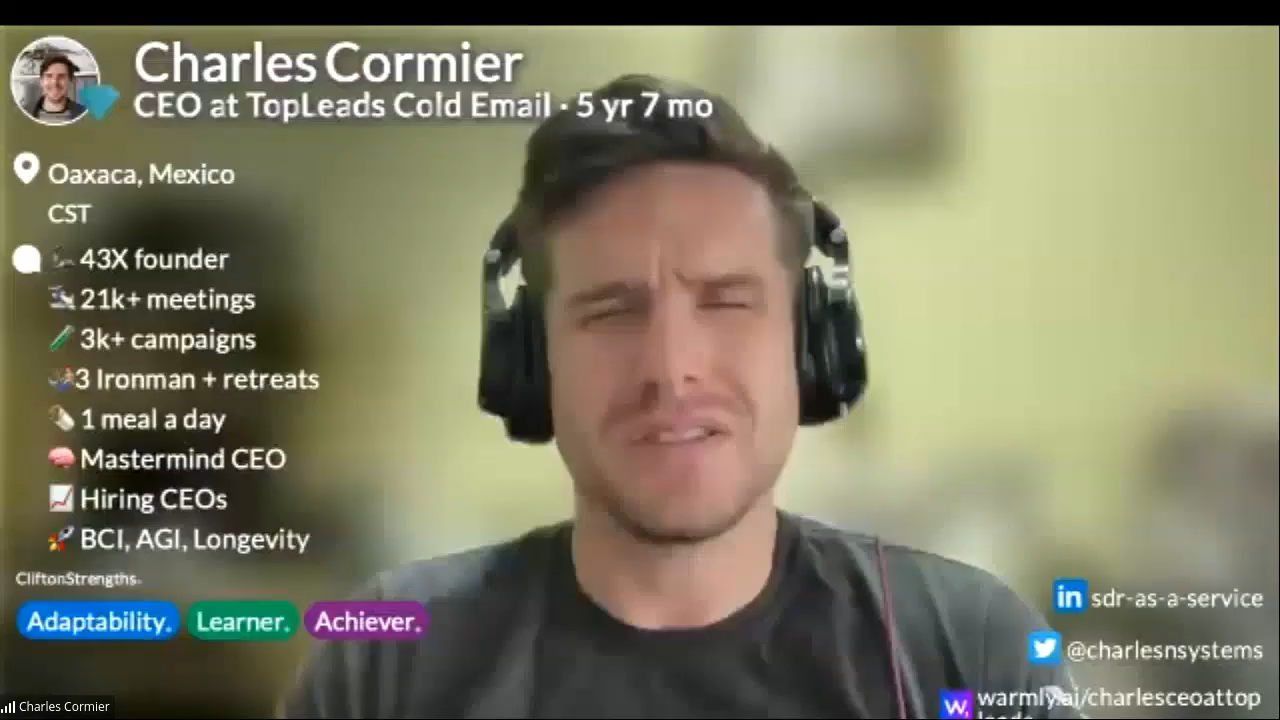 Charles Cormier
CEO at TopLeads Cold Email · 5 yr 7 mo
Oaxaca, Mexico
CST
43X founder
21k+ meetings
3k+ campaigns
3 Ironman + retreats
1 meal a day
Mastermind CEO
Hiring CEOs
BCI, AGI, Longevity
CliftonStrengths
Adaptability.
Learner.
Achiever.
in sdr-as-a-service
@charlesnsystems
W. warmly.ai/charlesceoattop
leads
Charles Cormier